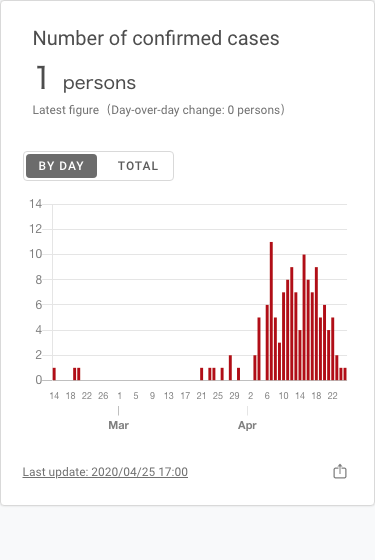 Number of confirmed cases
1 persons
Latest figure (Day-over-day change: 0 persons)
BY DAY TOTAL
14
12
10
8
6
4
2
0
14 18 22 26 1 5 9 13 17 21 25 29 2 6 10 14 18 22
Mar Apr
Last update: 2020/04/25 17:00